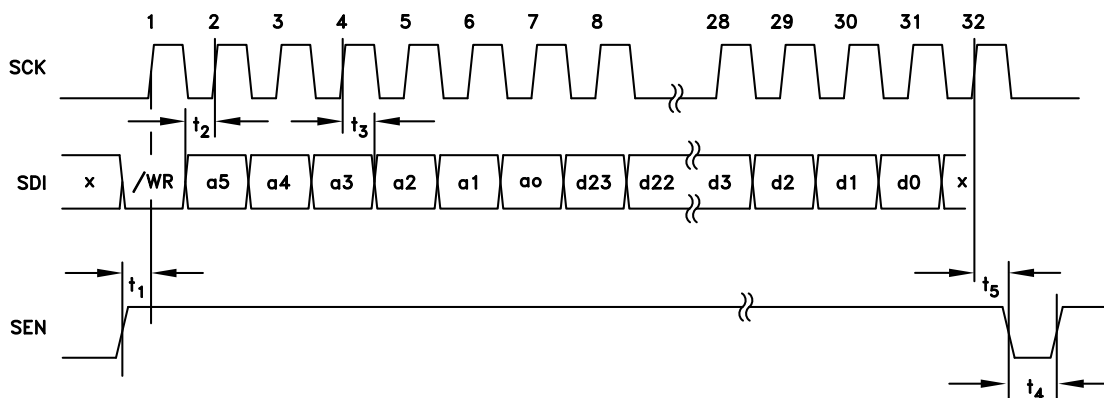 1 2 3 4 5 6 7 8 28 29 30 31 32
SCK
t2 t3
SDI x /WR a5 a4 a3 a2 a1 ao d23 d22 d3 d2 d1 d0 x
t1 t5
SEN
t4